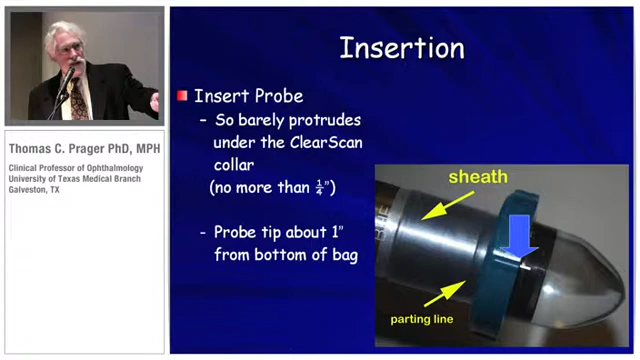 Insertion
Insert Probe
– So barely protrudes
under the ClearScan
collar
(no more than ¼”)
- Probe tip about 1”
from bottom of bag
sheath
parting line
Thomas C. Prager PhD, MPH
Clinical Professor of Ophthalmology
University of Texas Medical Branch
Galveston, TX